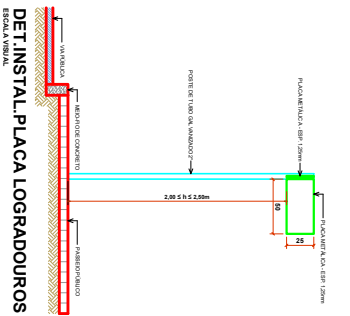 PLACA METÁLICA - ESP. 1,25mm
PLACA METÁLICA - ESP. 1,25mm
25
50
POSTE DE TUBO GALVANIZADO 2"
2,00 ≤ h ≤ 2,50m
VIA PÚBLICA
MEIO-FIO DE CONCRETO
PASSEIO PÚBLICO
DET.INSTAL.PLACA LOGRADOUROS
ESCALA VISUAL